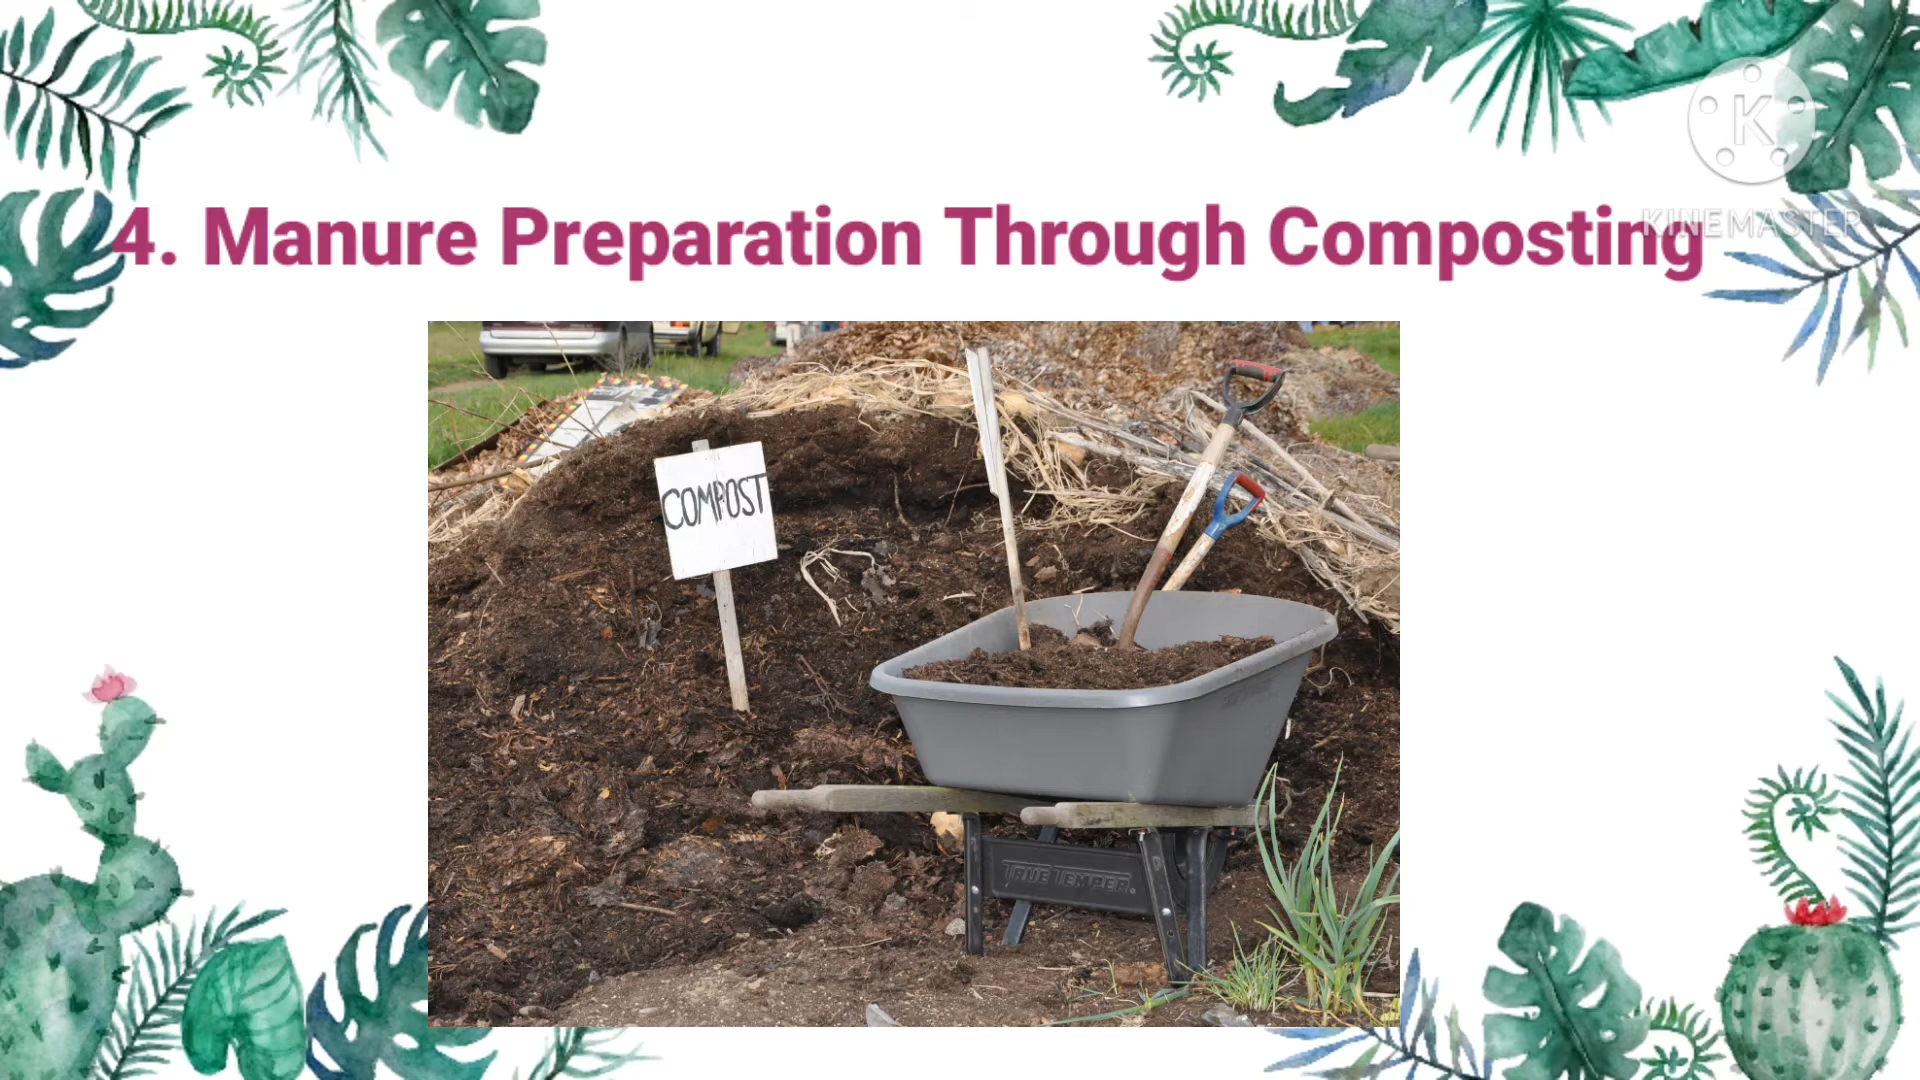 K
KINEMASTER
4. Manure Preparation Through Composting
COMPOST
TRUE TEMPER®